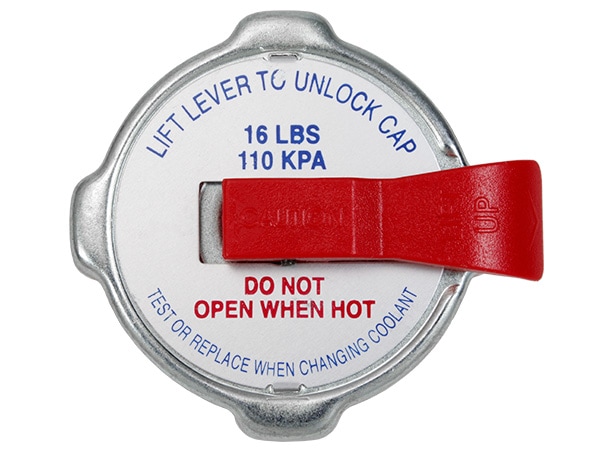 LIFT LEVER TO UNLOCK CAP
16 LBS
110 KPA
CAUTION
UP
DO NOT
OPEN WHEN HOT
TEST OR REPLACE WHEN CHANGING COOLANT